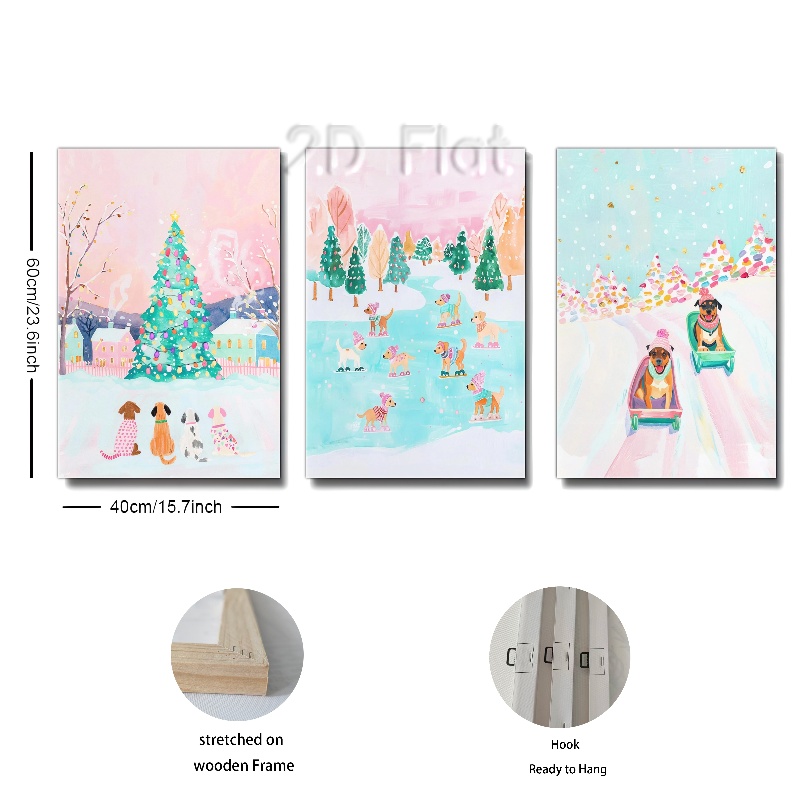 2D Flat
60cm/23.6inch
40cm/15.7inch
stretched on
wooden Frame
Hook
Ready to Hang